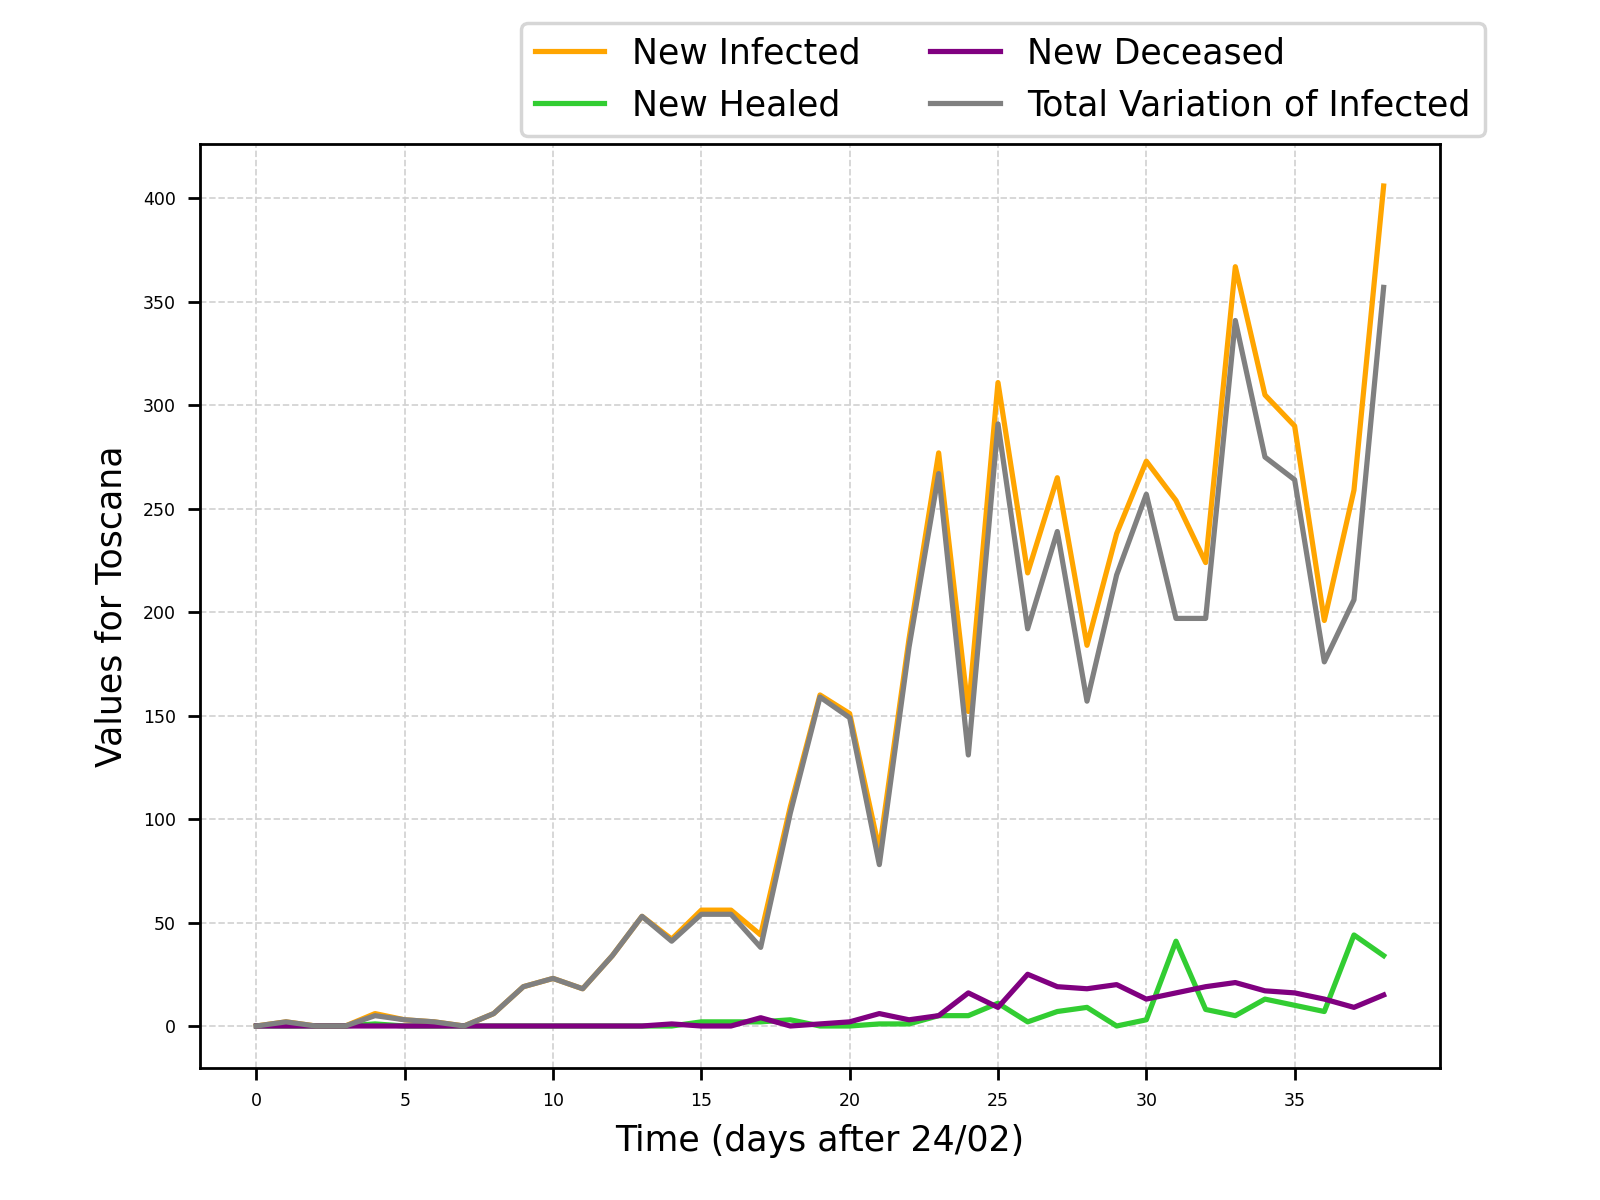 New Infected
New Healed
New Deceased
Total Variation of Infected
400
350
300
250
200
150
100
50
0
Values for Toscana
0 5 10 15 20 25 30 35
Time (days after 24/02)